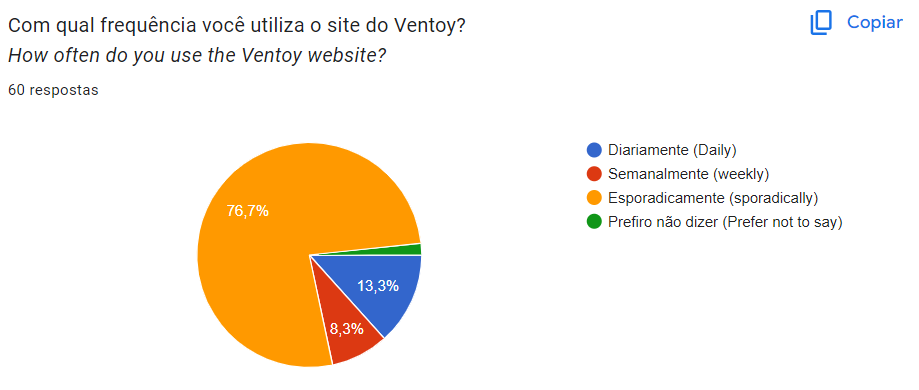 Com qual frequência você utiliza o site do Ventoy?
Copiar
How often do you use the Ventoy website?
60 respostas
Diariamente (Daily)
Semanalmente (weekly)
Esporadicamente (sporadically)
Prefiro não dizer (Prefer not to say)
76,7%
13,3%
8,3%